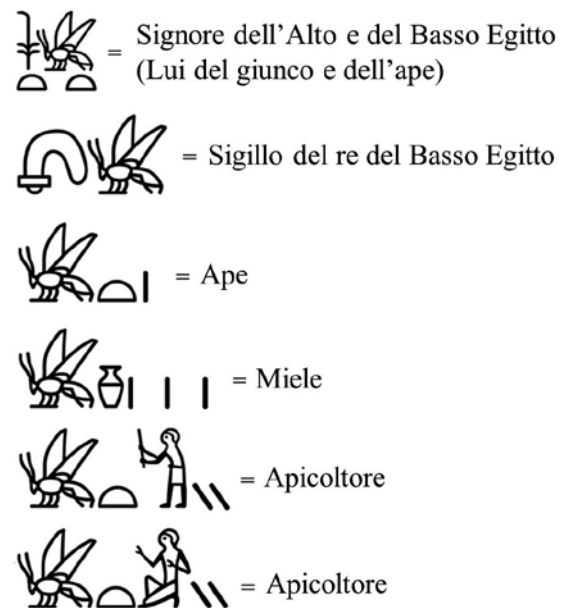 = Signore dell’Alto e del Basso Egitto
(Lui del giunco e dell’ape)
= Sigillo del re del Basso Egitto
= Ape
= Miele
= Apicoltore
= Apicoltore